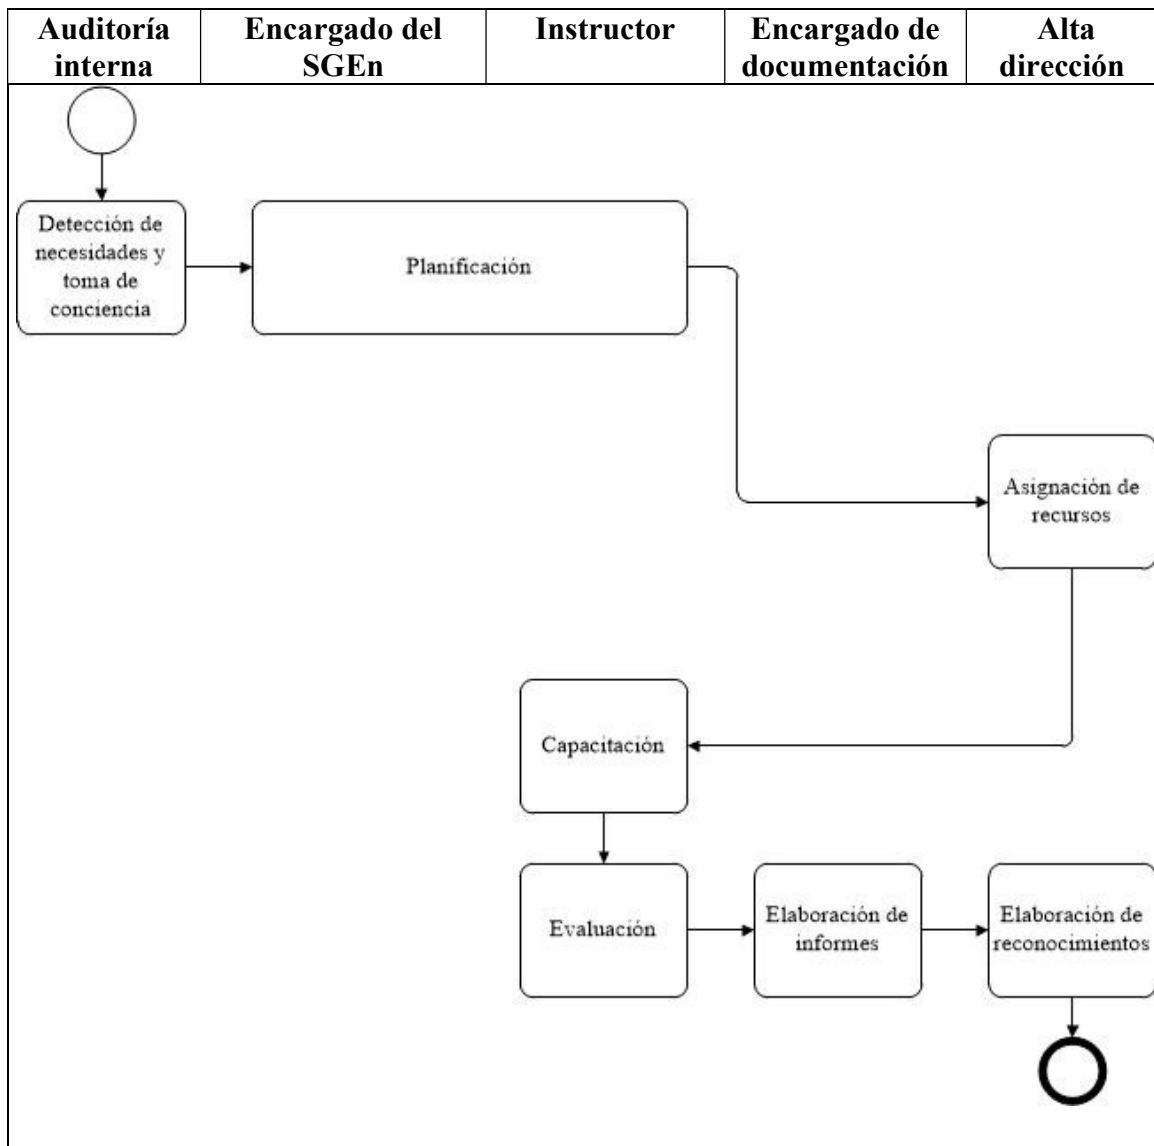 Auditoría
interna
Encargado del
SGEn
Instructor
Encargado de
documentación
Alta
dirección
Detección de
necesidades y
toma de
conciencia
Planificación
Asignación de
recursos
Capacitación
Evaluación
Elaboración de
informes
Elaboración de
reconocimientos